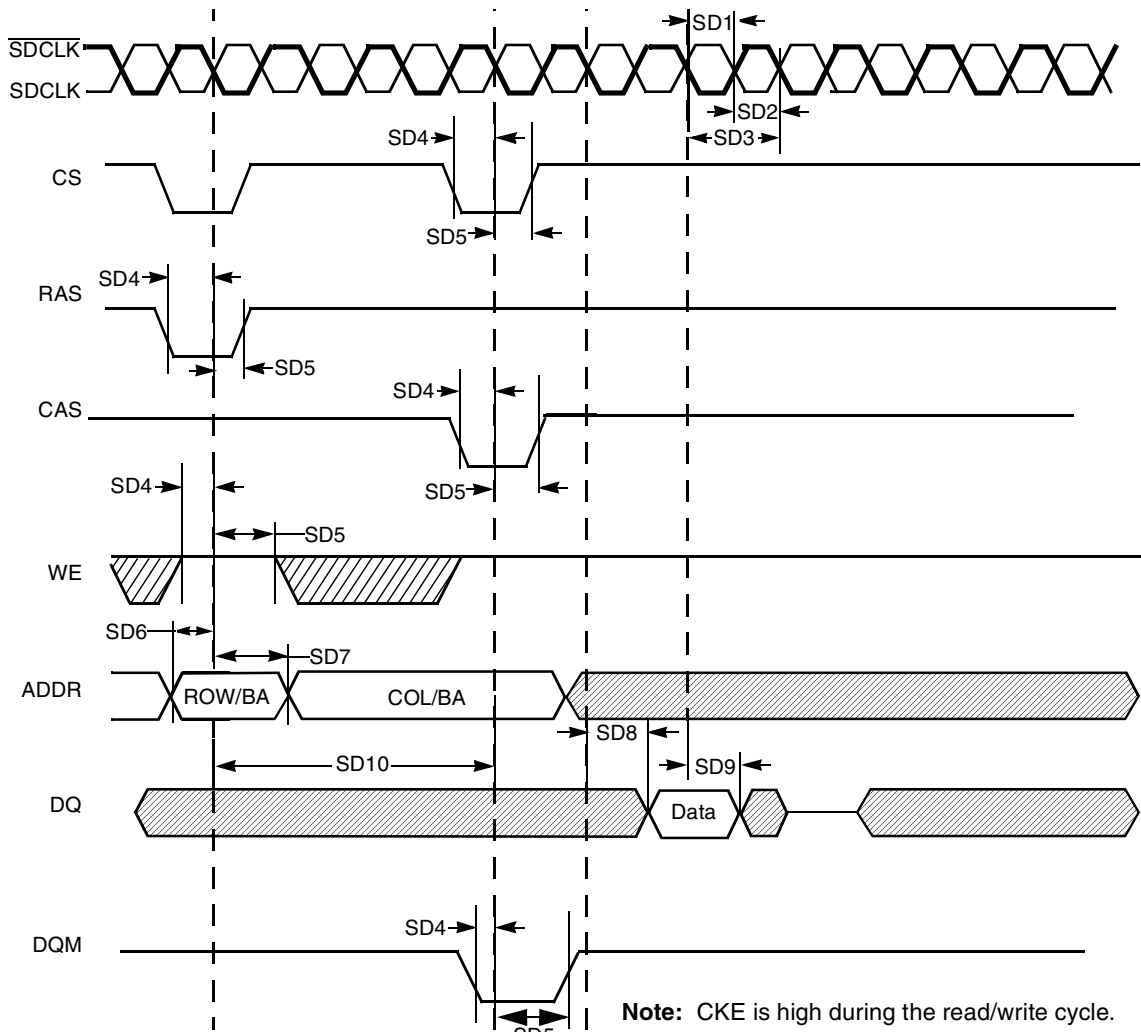 SD1
SDCLK
SDCLK
SD2
SD4
SD3
CS
SD5
SD4
RAS
SD5
SD4
CAS
SD4
SD5
SD5
WE
SD6
SD7
ADDR
ROW/BA
COL/BA
SD8
SD10
SD9
DQ
Data
SD4
DQM
Note: CKE is high during the read/write cycle.
SD5